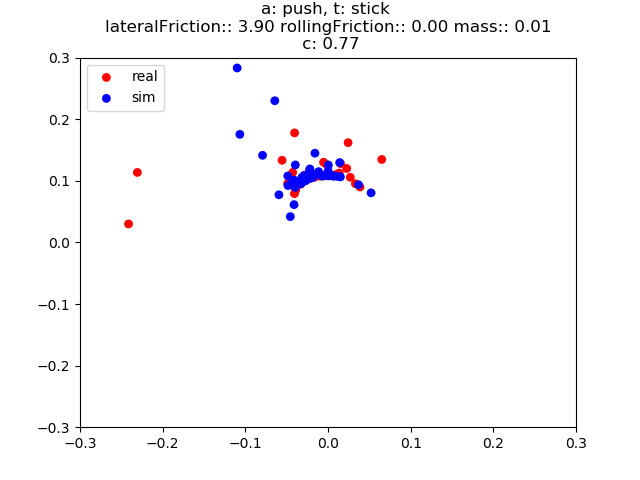 a: push, t: stick
lateralFriction:: 3.90 rollingFriction:: 0.00 mass:: 0.01
c: 0.77
real
sim
0.3
0.2
0.1
0.0
−0.1
−0.2
−0.3
−0.3
−0.2
−0.1
0.0
0.1
0.2
0.3